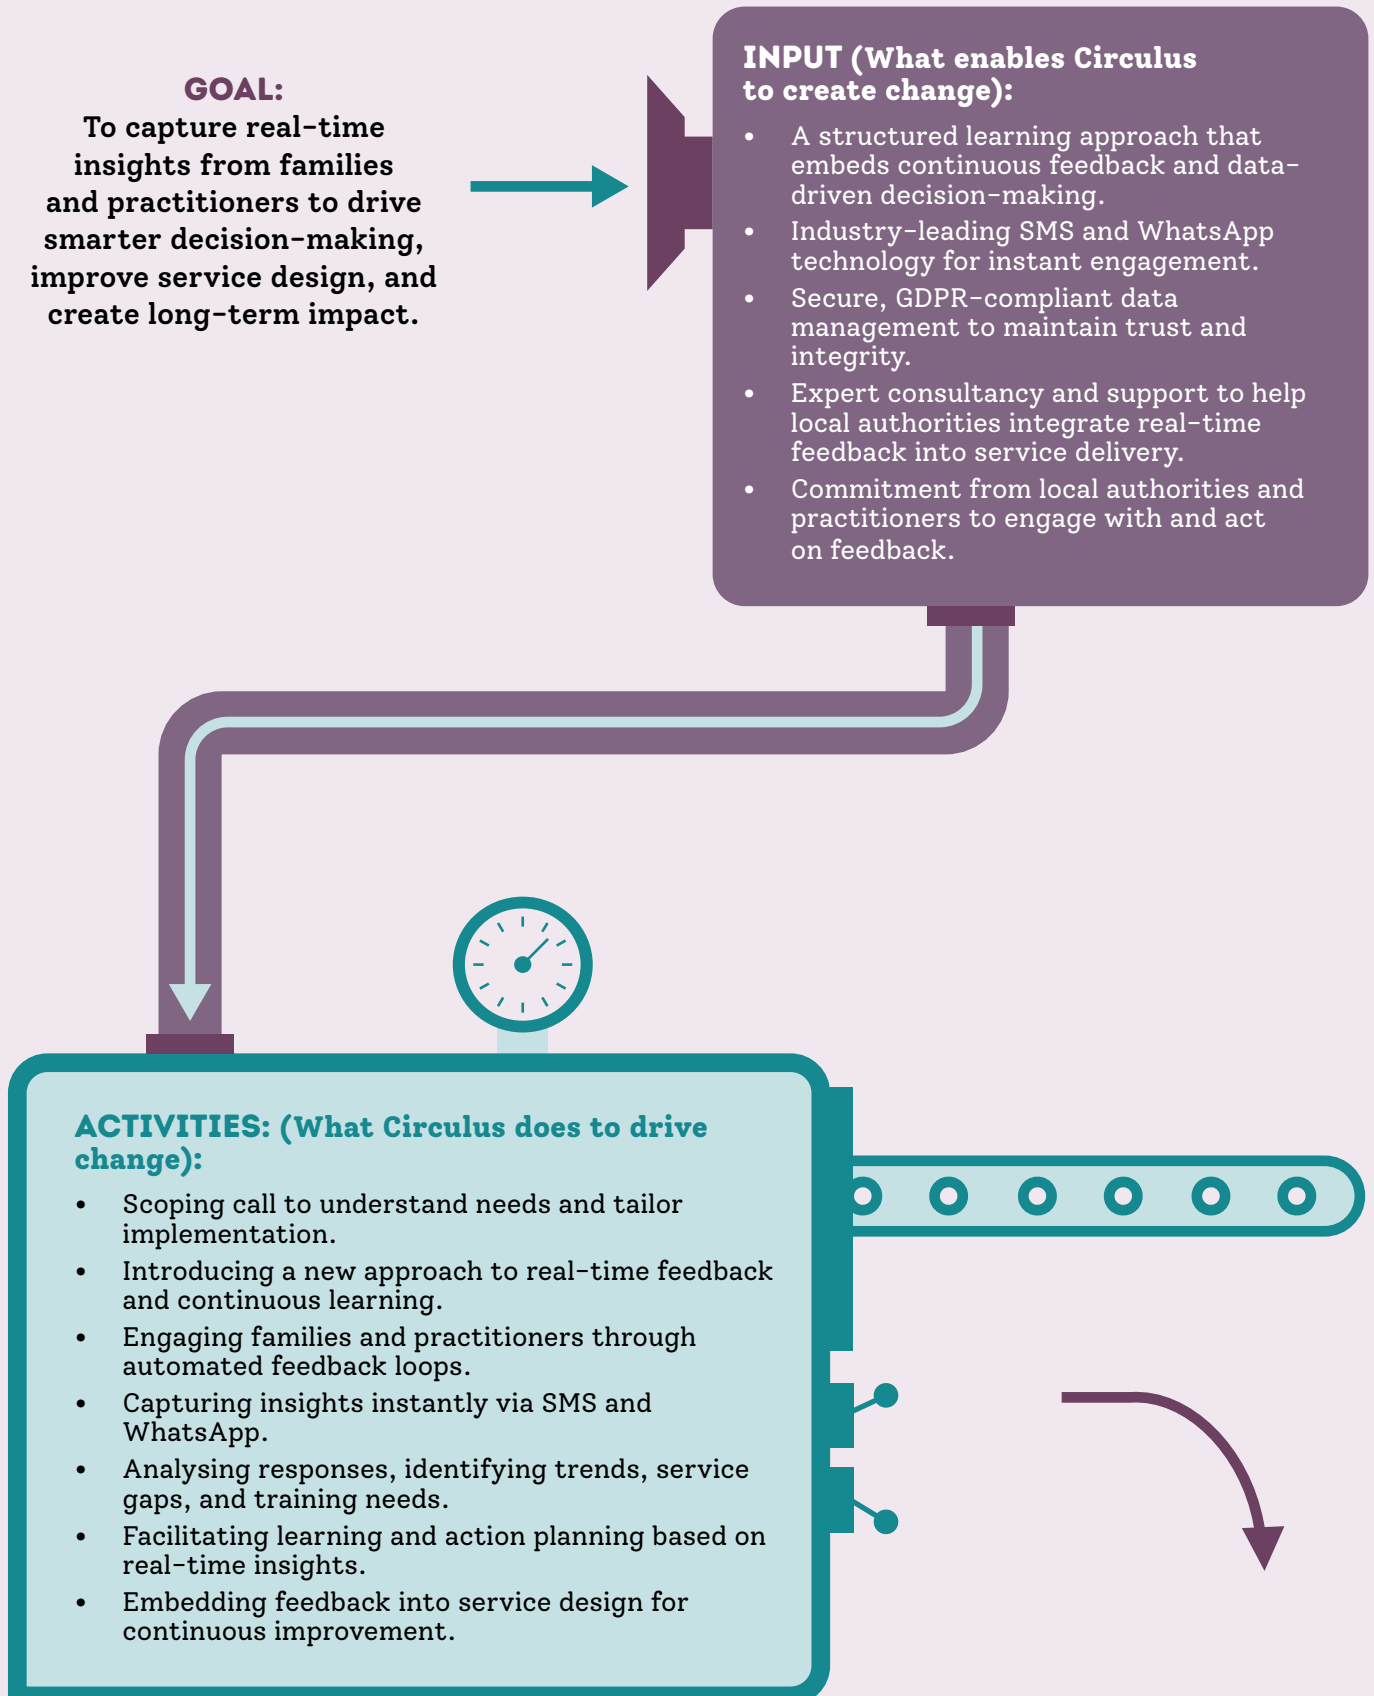 GOAL:
To capture real-time
insights from families
and practitioners to drive
smarter decision-making,
improve service design, and
create long-term impact.
INPUT (What enables Circulus
to create change):
• A structured learning approach that
embeds continuous feedback and data-
driven decision-making.
• Industry-leading SMS and WhatsApp
technology for instant engagement.
• Secure, GDPR-compliant data
management to maintain trust and
integrity.
• Expert consultancy and support to help
local authorities integrate real-time
feedback into service delivery.
• Commitment from local authorities and
practitioners to engage with and act
on feedback.
ACTIVITIES: (What Circulus does to drive
change):
• Scoping call to understand needs and tailor
implementation.
• Introducing a new approach to real-time feedback
and continuous learning.
• Engaging families and practitioners through
automated feedback loops.
• Capturing insights instantly via SMS and
WhatsApp.
• Analysing responses, identifying trends, service
gaps, and training needs.
• Facilitating learning and action planning based on
real-time insights.
• Embedding feedback into service design for
continuous improvement.